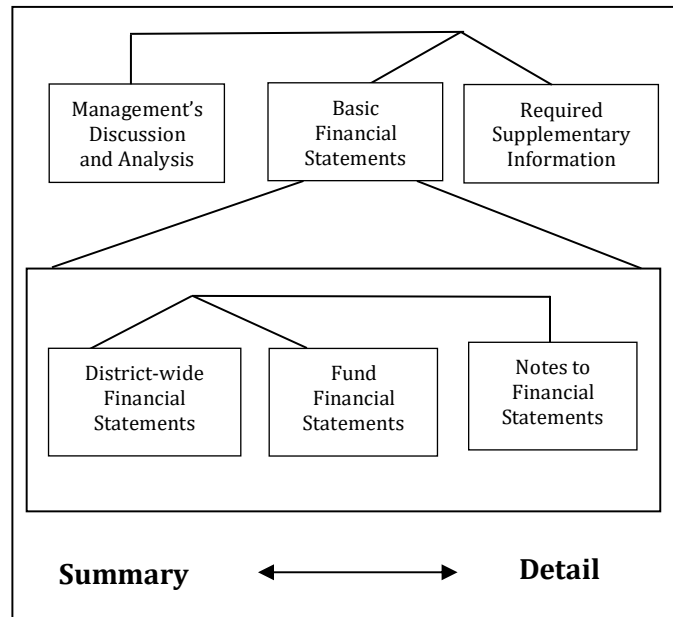 Management’s
Discussion
and Analysis
Basic
Financial
Statements
Required
Supplementary
Information
District-wide
Financial
Statements
Fund
Financial
Statements
Notes to
Financial
Statements
Summary
Detail